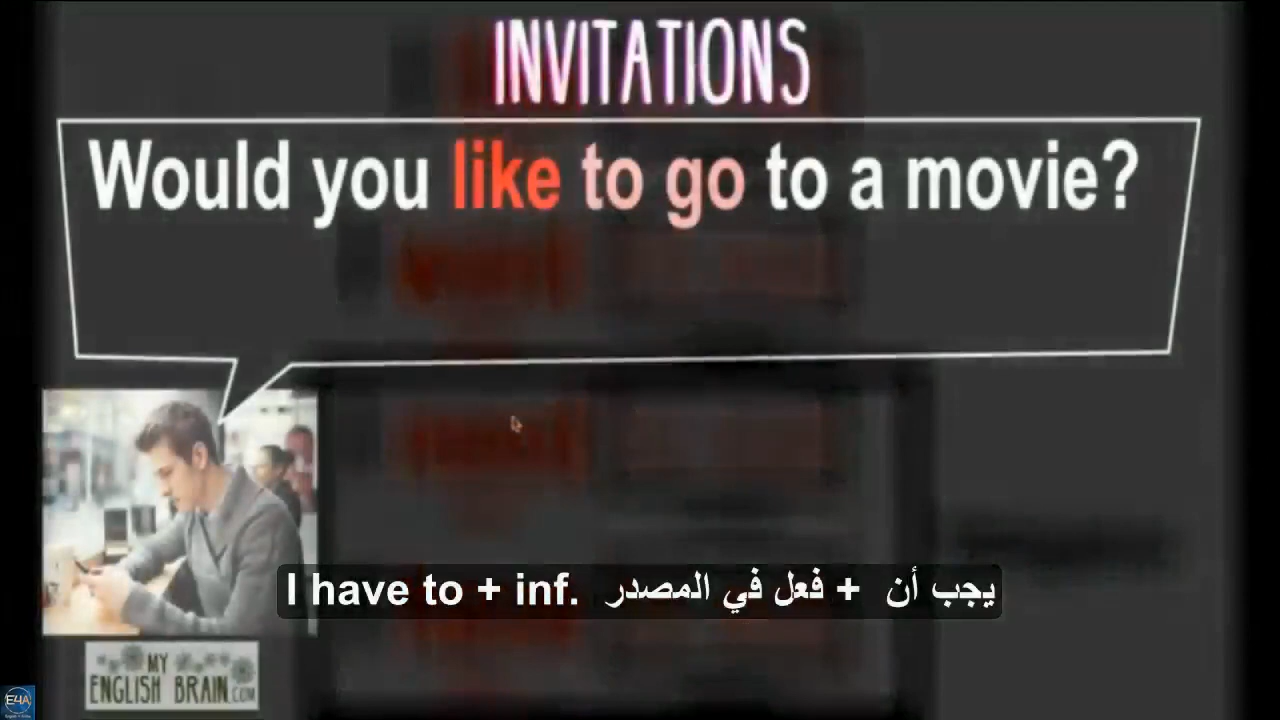 INVITATIONS
Would you like to go to a movie?
I have to + inf. يجب أن + فعل في المصدر
MY
ENGLISH BRAIN.COM
E4A